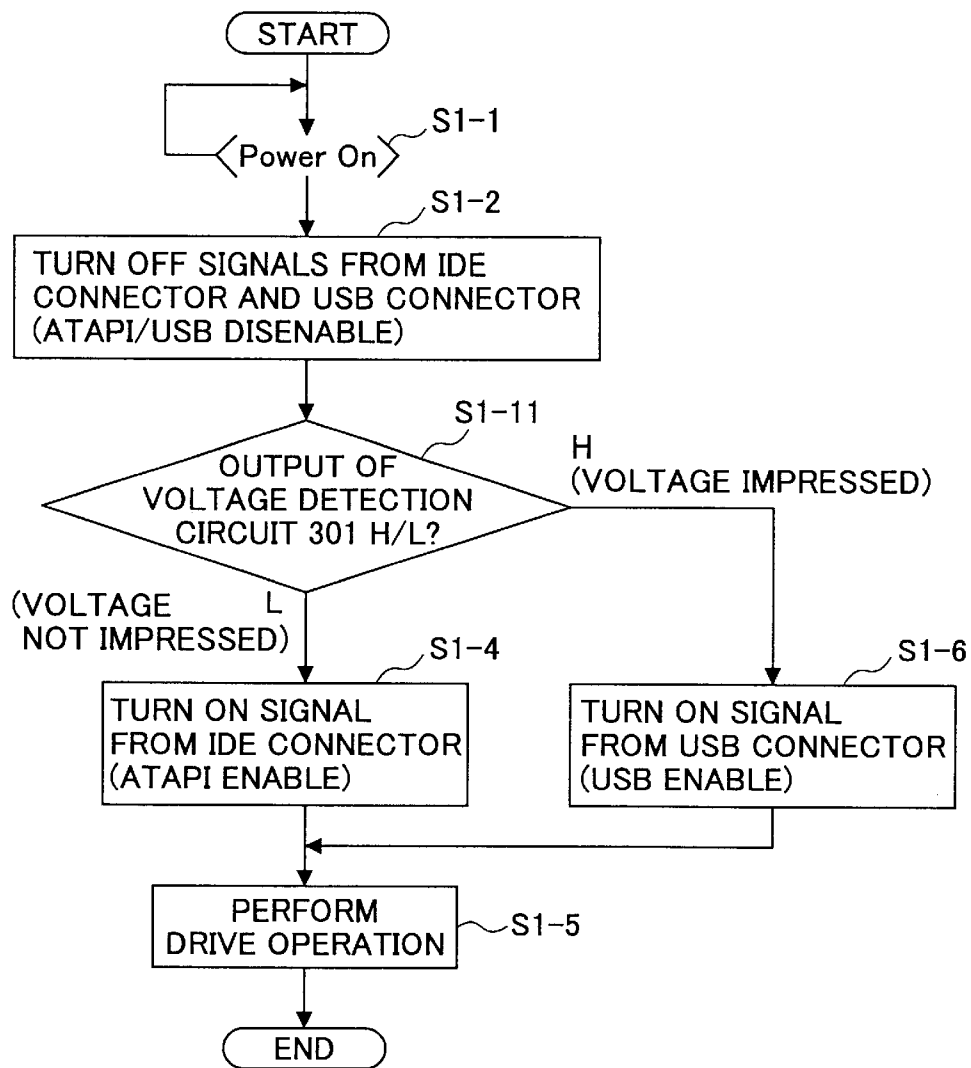 START
S1-1
Power On
S1-2
TURN OFF SIGNALS FROM IDE
CONNECTOR AND USB CONNECTOR
(ATAPI/USB DISENABLE)
S1-11
OUTPUT OF
VOLTAGE DETECTION
CIRCUIT 301 H/L?
H
(VOLTAGE IMPRESSED)
(VOLTAGE L
NOT IMPRESSED)
S1-4
TURN ON SIGNAL
FROM IDE CONNECTOR
(ATAPI ENABLE)
S1-6
TURN ON SIGNAL
FROM USB CONNECTOR
(USB ENABLE)
PERFORM
DRIVE OPERATION
S1-5
END